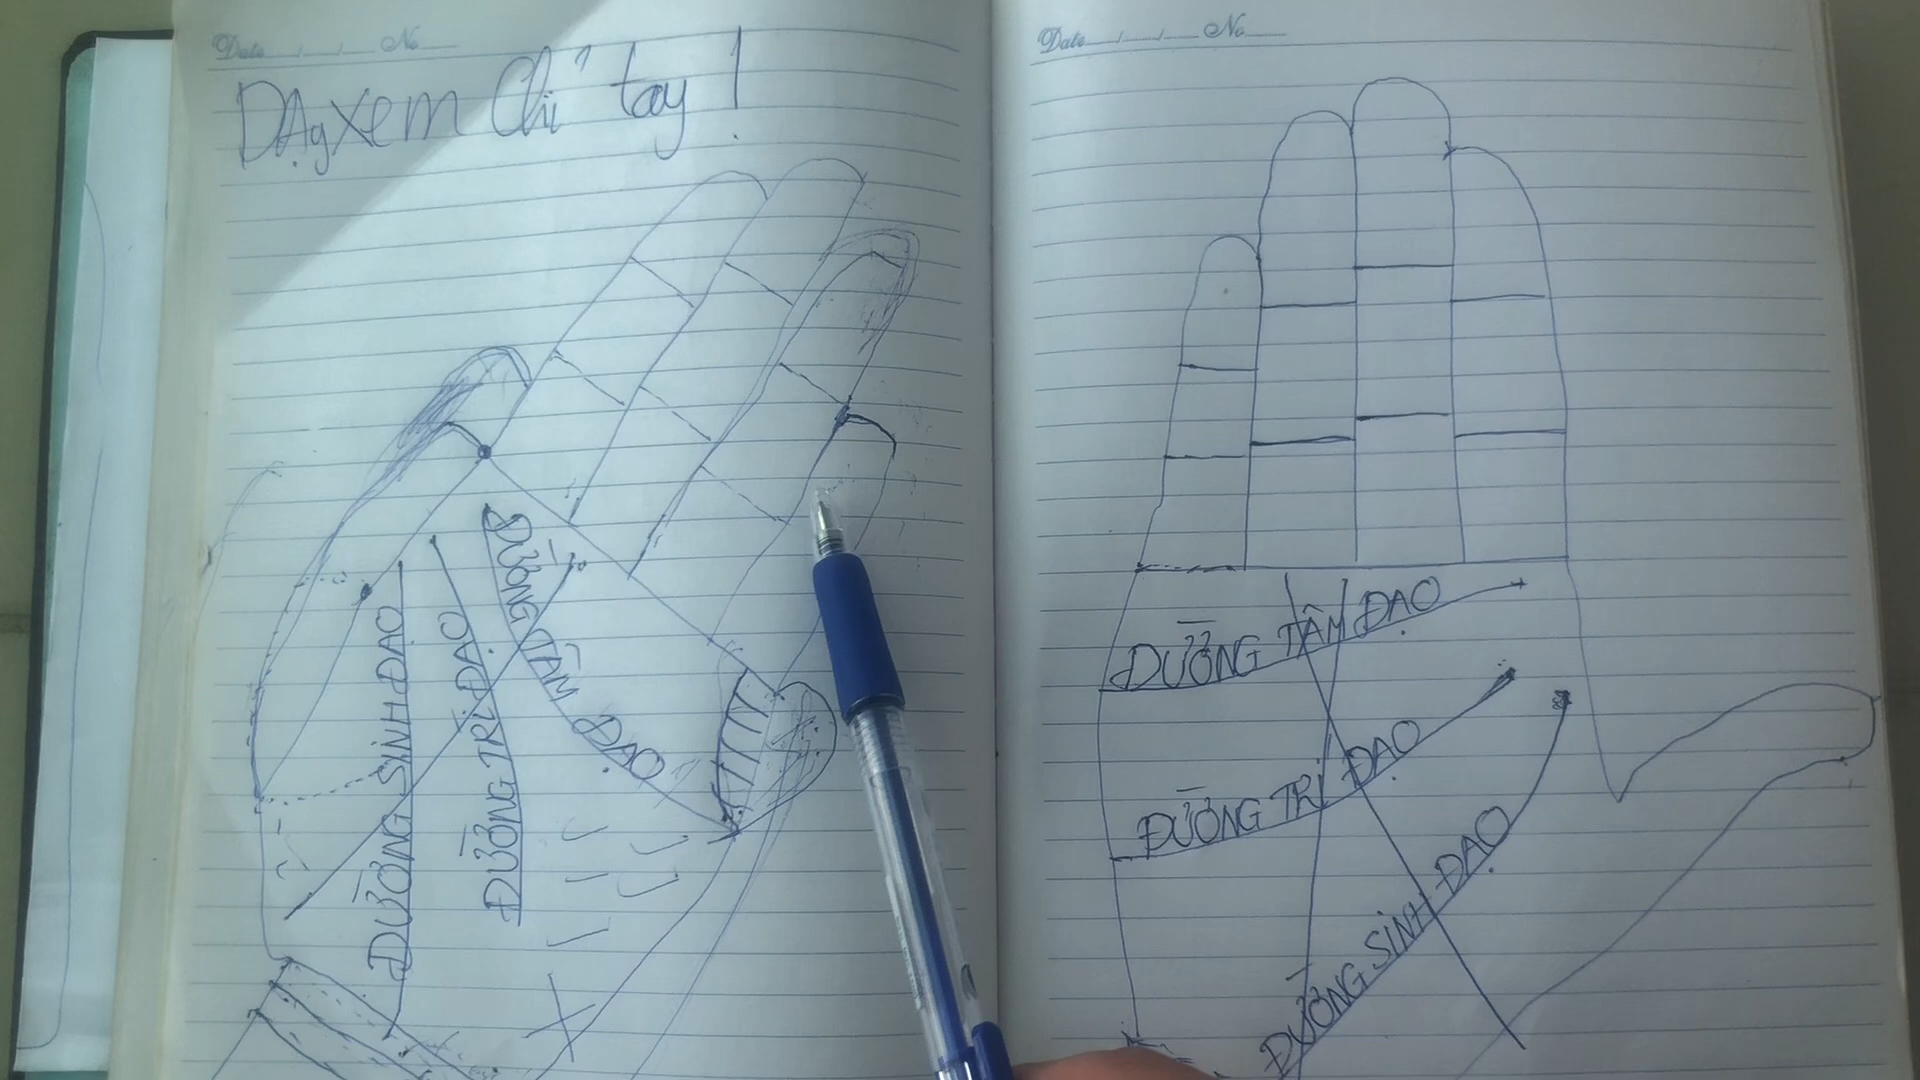 Date / / No
DẠy Xem Chỉ tay !
ĐƯỜNG SINH ĐẠO
ĐƯỜNG TRÍ ĐẠO
ĐƯỜNG TÂM ĐẠO
Date / / No
ĐƯỜNG TÂM ĐẠO
ĐƯỜNG TRÍ ĐẠO
ĐƯỜNG SINH ĐẠO